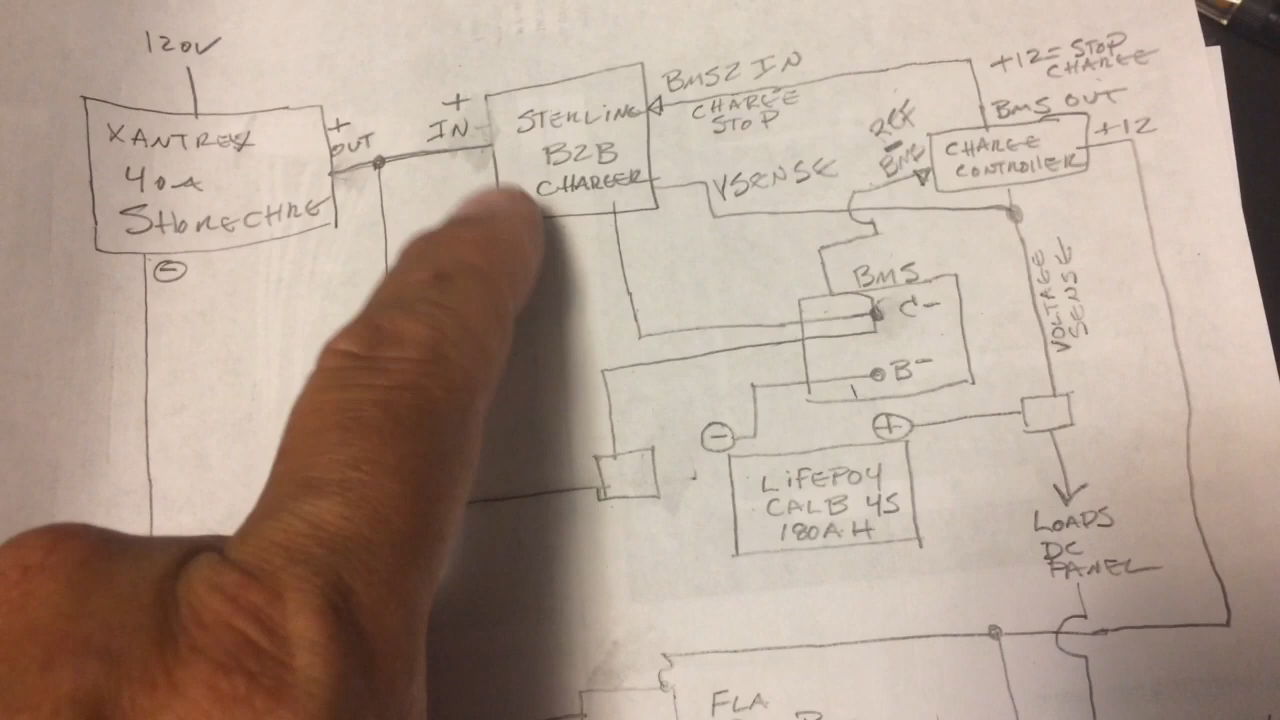 120V
XANTREX
40A
+
OUT
⊖
+
IN
STERLING
B2B
CHARGER
BMS2 IN
CHARGE
STOP
VSENSE
+12 = STOP
CHARGE
BMS OUT
+12
CHARGE
CONTROLLER
BMS
C-
B-
VOLTAGE
SENSE
⊖
⊕
LiFEPO4
CALB 4S
180AH
LOADS
DC
PANEL
FLA